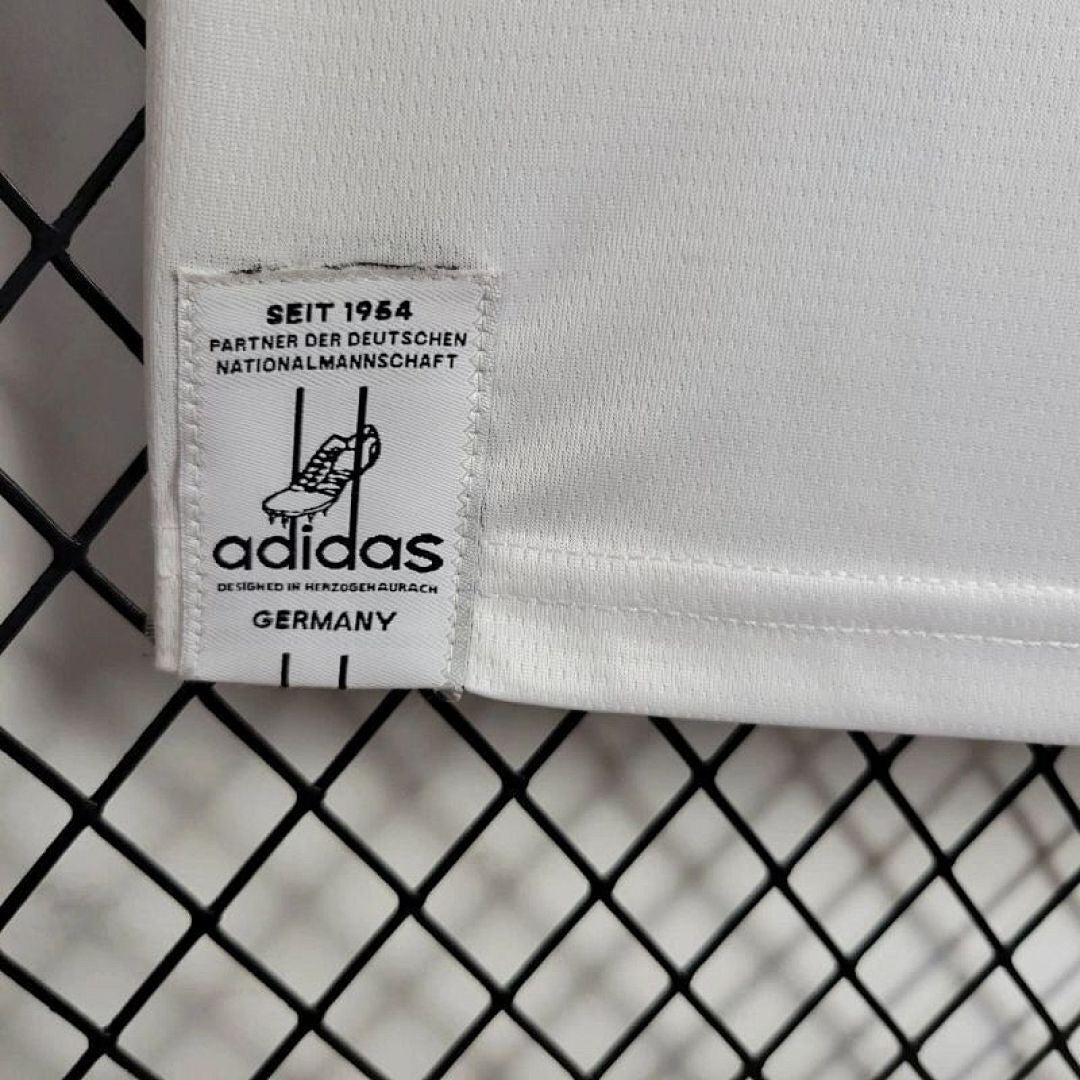 SEIT 1954
PARTNER DER DEUTSCHEN
NATIONALMANNSCHAFT
adidas
DESIGNED IN HERZOGENAURACH
GERMANY